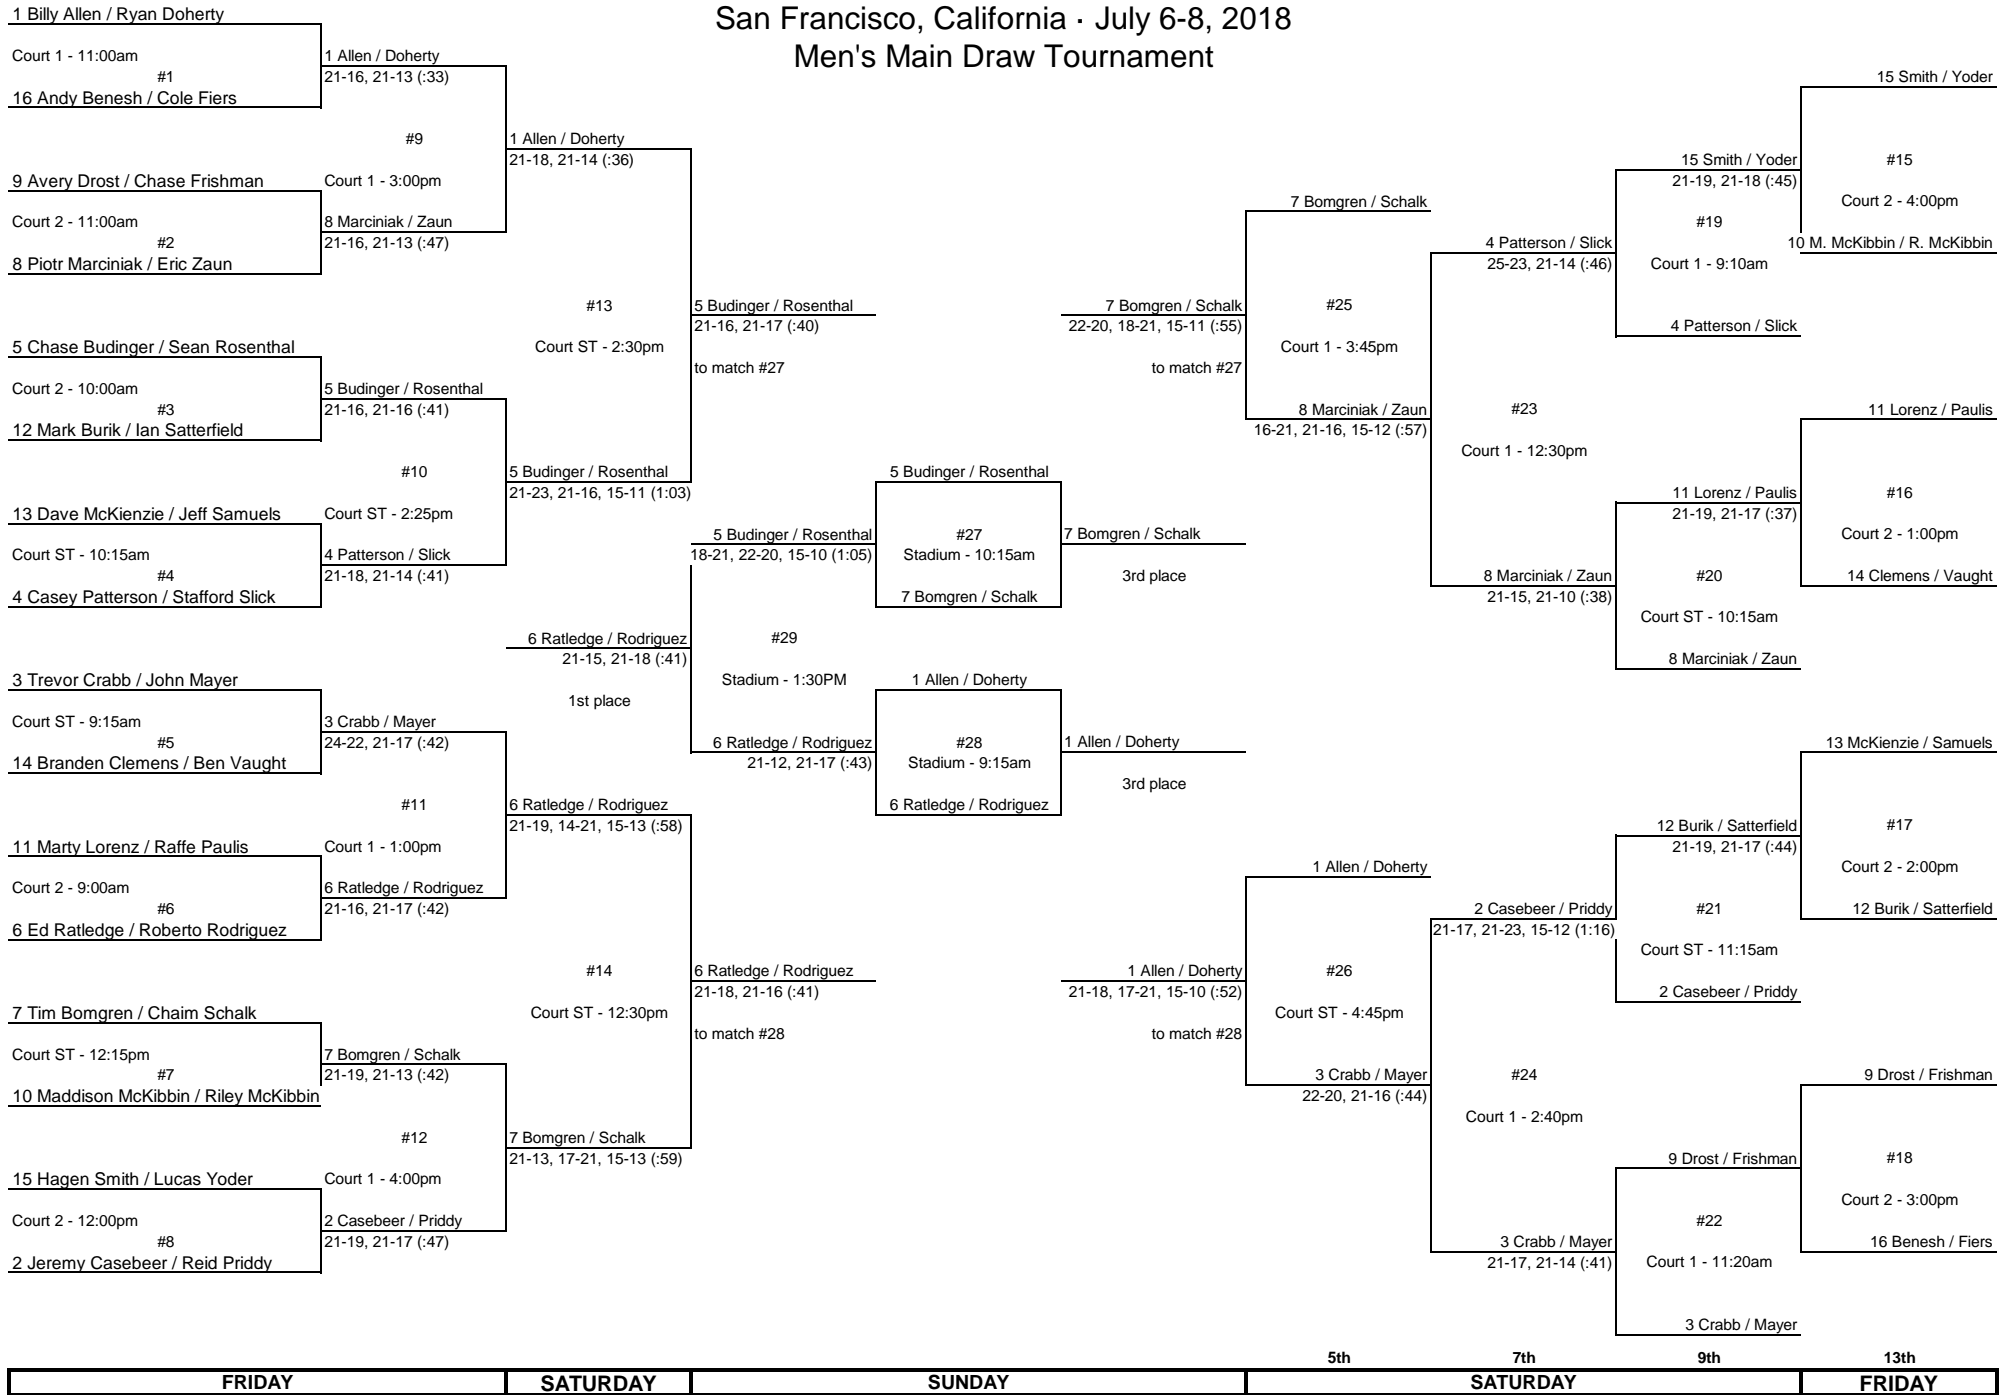 San Francisco, California · July 6-8, 2018
Men's Main Draw Tournament
1 Billy Allen / Ryan Doherty
Court 1 - 11:00am
#1
16 Andy Benesh / Cole Fiers
9 Avery Drost / Chase Frishman
Court 2 - 11:00am
#2
8 Piotr Marciniak / Eric Zaun
5 Chase Budinger / Sean Rosenthal
Court 2 - 10:00am
#3
12 Mark Burik / Ian Satterfield
13 Dave McKienzie / Jeff Samuels
Court ST - 10:15am
#4
4 Casey Patterson / Stafford Slick
3 Trevor Crabb / John Mayer
Court ST - 9:15am
#5
14 Branden Clemens / Ben Vaught
11 Marty Lorenz / Raffe Paulis
Court 2 - 9:00am
#6
6 Ed Ratledge / Roberto Rodriguez
7 Tim Bomgren / Chaim Schalk
Court ST - 12:15pm
#7
10 Maddison McKibbin / Riley McKibbin
15 Hagen Smith / Lucas Yoder
Court 2 - 12:00pm
#8
2 Jeremy Casebeer / Reid Priddy
1 Allen / Doherty
21-16, 21-13 (:33)
#9
Court 1 - 3:00pm
8 Marciniak / Zaun
21-16, 21-13 (:47)
5 Budinger / Rosenthal
21-16, 21-16 (:41)
#10
Court ST - 2:25pm
4 Patterson / Slick
21-18, 21-14 (:41)
3 Crabb / Mayer
24-22, 21-17 (:42)
#11
Court 1 - 1:00pm
6 Ratledge / Rodriguez
21-16, 21-17 (:42)
7 Bomgren / Schalk
21-19, 21-13 (:42)
#12
Court 1 - 4:00pm
2 Casebeer / Priddy
21-19, 21-17 (:47)
1 Allen / Doherty
21-18, 21-14 (:36)
#13
Court ST - 2:30pm
5 Budinger / Rosenthal
21-23, 21-16, 15-11 (1:03)
6 Ratledge / Rodriguez
21-15, 21-18 (:41)
1st place
6 Ratledge / Rodriguez
21-19, 14-21, 15-13 (:58)
#14
Court ST - 12:30pm
7 Bomgren / Schalk
21-13, 17-21, 15-13 (:59)
5 Budinger / Rosenthal
21-16, 21-17 (:40)
to match #27
5 Budinger / Rosenthal
18-21, 22-20, 15-10 (1:05)
#29
Stadium - 1:30PM
6 Ratledge / Rodriguez
21-12, 21-17 (:43)
6 Ratledge / Rodriguez
21-18, 21-16 (:41)
to match #28
5 Budinger / Rosenthal
#27
Stadium - 10:15am
7 Bomgren / Schalk
1 Allen / Doherty
#28
Stadium - 9:15am
6 Ratledge / Rodriguez
7 Bomgren / Schalk
22-20, 18-21, 15-11 (:55)
to match #27
7 Bomgren / Schalk
3rd place
1 Allen / Doherty
3rd place
1 Allen / Doherty
21-18, 17-21, 15-10 (:52)
to match #28
7 Bomgren / Schalk
#25
Court 1 - 3:45pm
8 Marciniak / Zaun
16-21, 21-16, 15-12 (:57)
1 Allen / Doherty
#26
Court ST - 4:45pm
3 Crabb / Mayer
22-20, 21-16 (:44)
4 Patterson / Slick
25-23, 21-14 (:46)
#23
Court 1 - 12:30pm
8 Marciniak / Zaun
21-15, 21-10 (:38)
2 Casebeer / Priddy
21-17, 21-23, 15-12 (1:16)
#24
Court 1 - 2:40pm
3 Crabb / Mayer
21-17, 21-14 (:41)
15 Smith / Yoder
21-19, 21-18 (:45)
#19
Court 1 - 9:10am
4 Patterson / Slick
11 Lorenz / Paulis
21-19, 21-17 (:37)
#20
Court ST - 10:15am
8 Marciniak / Zaun
12 Burik / Satterfield
21-19, 21-17 (:44)
#21
Court ST - 11:15am
2 Casebeer / Priddy
9 Drost / Frishman
#22
Court 1 - 11:20am
3 Crabb / Mayer
15 Smith / Yoder
#15
Court 2 - 4:00pm
10 M. McKibbin / R. McKibbin
11 Lorenz / Paulis
#16
Court 2 - 1:00pm
14 Clemens / Vaught
13 McKienzie / Samuels
#17
Court 2 - 2:00pm
12 Burik / Satterfield
9 Drost / Frishman
#18
Court 2 - 3:00pm
16 Benesh / Fiers
5th 7th 9th 13th
FRIDAY SATURDAY SUNDAY SATURDAY FRIDAY